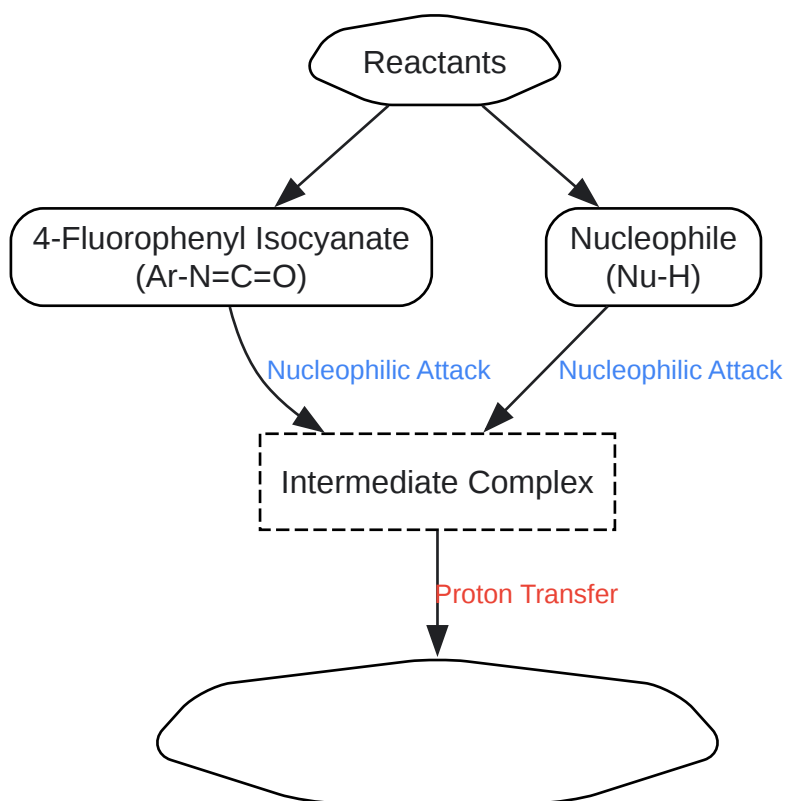 Reactants
4-Fluorophenyl Isocyanate
(Ar-N=C=O)
Nucleophile
(Nu-H)
Nucleophilic Attack
Nucleophilic Attack
Intermediate Complex
Proton Transfer